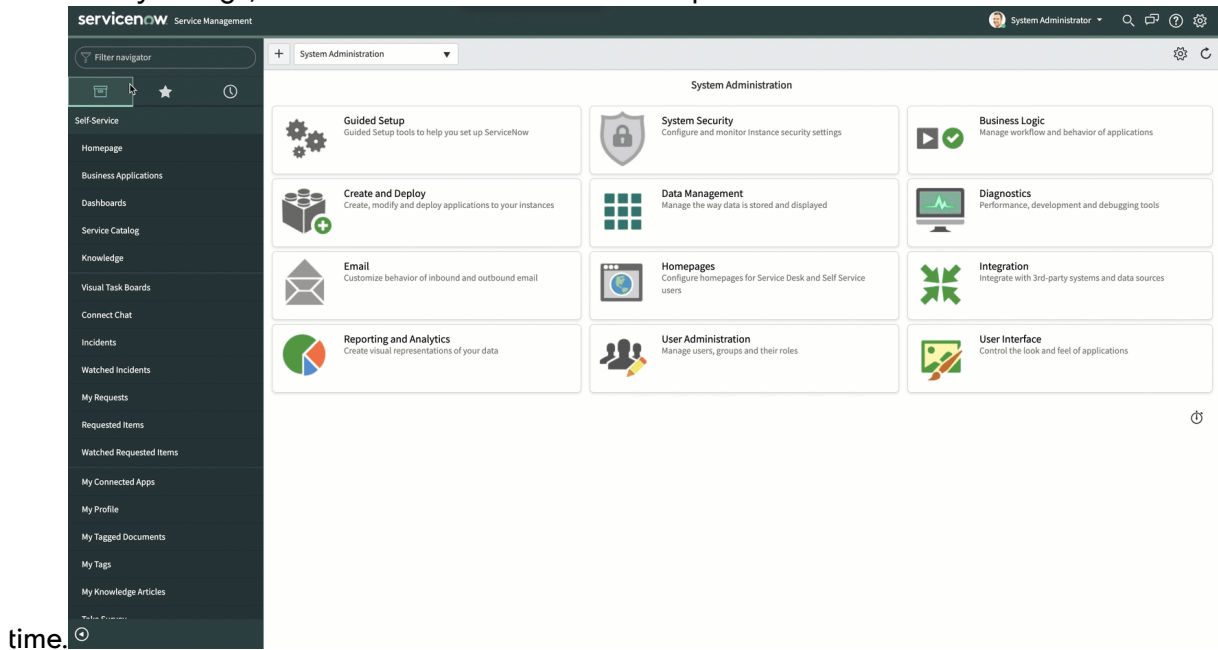 servicenow Service Management
System Administrator
Filter navigator
System Administration
System Administration
Self-Service
Homepage
Business Applications
Dashboards
Service Catalog
Knowledge
Visual Task Boards
Connect Chat
Incidents
Watched Incidents
My Requests
Requested Items
Watched Requested Items
My Connected Apps
My Profile
My Tagged Documents
My Tags
My Knowledge Articles
Guided Setup
Guided Setup tools to help you set up ServiceNow
System Security
Configure and monitor Instance security settings
Business Logic
Manage workflow and behavior of applications
Create and Deploy
Create, modify and deploy applications to your instances
Data Management
Manage the way data is stored and displayed
Diagnostics
Performance, development and debugging tools
Email
Customize behavior of inbound and outbound email
Homepages
Configure homepages for Service Desk and Self Service
users
Integration
Integrate with 3rd-party systems and data sources
Reporting and Analytics
Create visual representations of your data
User Administration
Manage users, groups and their roles
User Interface
Control the look and feel of applications
time.